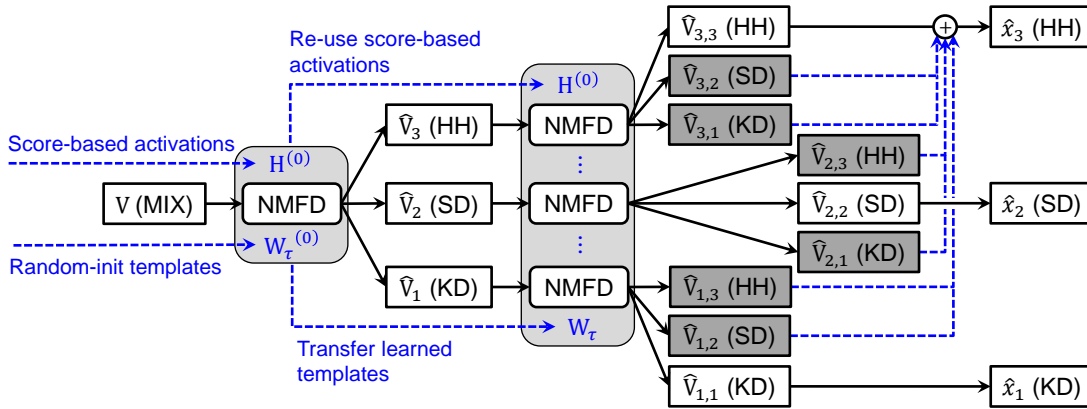 Re-use score-based
activations
Score-based activations
H⁽⁰⁾
V (MIX)
NMFD
W_τ⁽⁰⁾
Random-init templates
Transfer learned
templates
V̂₃ (HH)
V̂₂ (SD)
V̂₁ (KD)
H⁽⁰⁾
NMFD
⋮
NMFD
⋮
NMFD
W_τ
V̂₃,₃ (HH)
V̂₃,₂ (SD)
V̂₃,₁ (KD)
V̂₂,₃ (HH)
V̂₂,₂ (SD)
V̂₂,₁ (KD)
V̂₁,₃ (HH)
V̂₁,₂ (SD)
V̂₁,₁ (KD)
+
x̂₃ (HH)
x̂₂ (SD)
x̂₁ (KD)